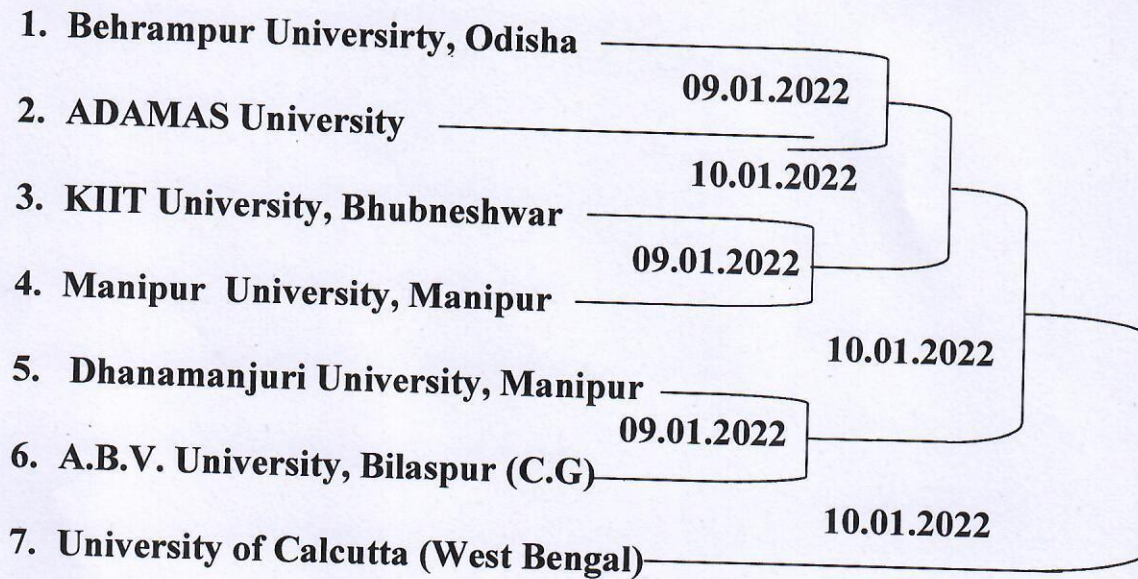 1. Behrampur Universirty, Odisha
09.01.2022
2. ADAMAS University
10.01.2022
3. KIIT University, Bhubneshwar
09.01.2022
4. Manipur University, Manipur
10.01.2022
5. Dhanamanjuri University, Manipur
09.01.2022
6. A.B.V. University, Bilaspur (C.G)
10.01.2022
7. University of Calcutta (West Bengal)